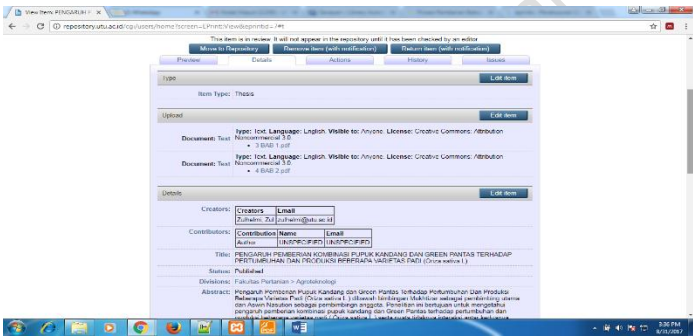 View Item: PENGARUH P
repository.utu.ac.id/cgi/users/home?screen=EPrint::View&eprintid=
This item is in review. It will not appear in the repository until it has been checked by an editor.
Move to Repository Remove item (with notification) Return item (with notification)
Preview Details Actions History Issues
Type Edit item
Item Type: Thesis
Upload Edit item
Type: Text. Language: English. Visible to: Anyone. License: Creative Commons: Attribution
Document: Text Noncommercial 3.0.
3 BAB 1.pdf
Type: Text. Language: English. Visible to: Anyone. License: Creative Commons: Attribution
Document: Text Noncommercial 3.0.
4 BAB 2.pdf
Details Edit item
Creators: Creators Email
Zulhelmi, Zul zulhelmi@utu.ac.id
Contributors: Contribution Name Email
Author UNSPECIFIED UNSPECIFIED
Title: PENGARUH PEMBERIAN KOMBINASI PUPUK KANDANG DAN GREEN PANTAS TERHADAP
PERTUMBUHAN DAN PRODUKSI BEBERAPA VARIETAS PADI (Oriza sativa L)
Status: Published
Divisions: Fakultas Pertanian > Agroteknologi
Abstract: Pengaruh Pemberian Pupuk Kandang dan Green Pantas Terhadap Pertumbuhan Dan Produksi
Beberapa Varietas Padi (Oriza sativa L.) dibawah bimbingan Mukhtizar sebagai pembimbing utama
dan Aswin Nasution sebagai pembimbing anggota. Penelitian ini bertujuan untuk mengetahui
pengaruh pemberian kombinasi pupuk kandang dan Green Pantas terhadap pertumbuhan dan
3:36 PM